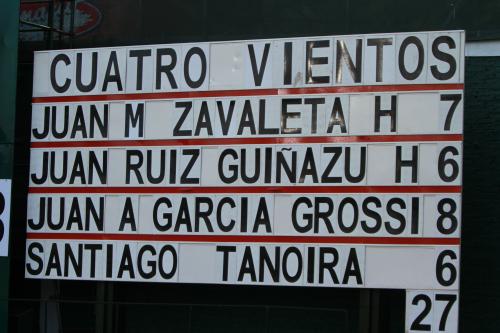 CUATRO VIENTOS
JUAN M ZAVALETA H 7
JUAN RUIZ GUIÑAZU H 6
JUAN A GARCIA GROSSI 8
SANTIAGO TANOIRA 6
27